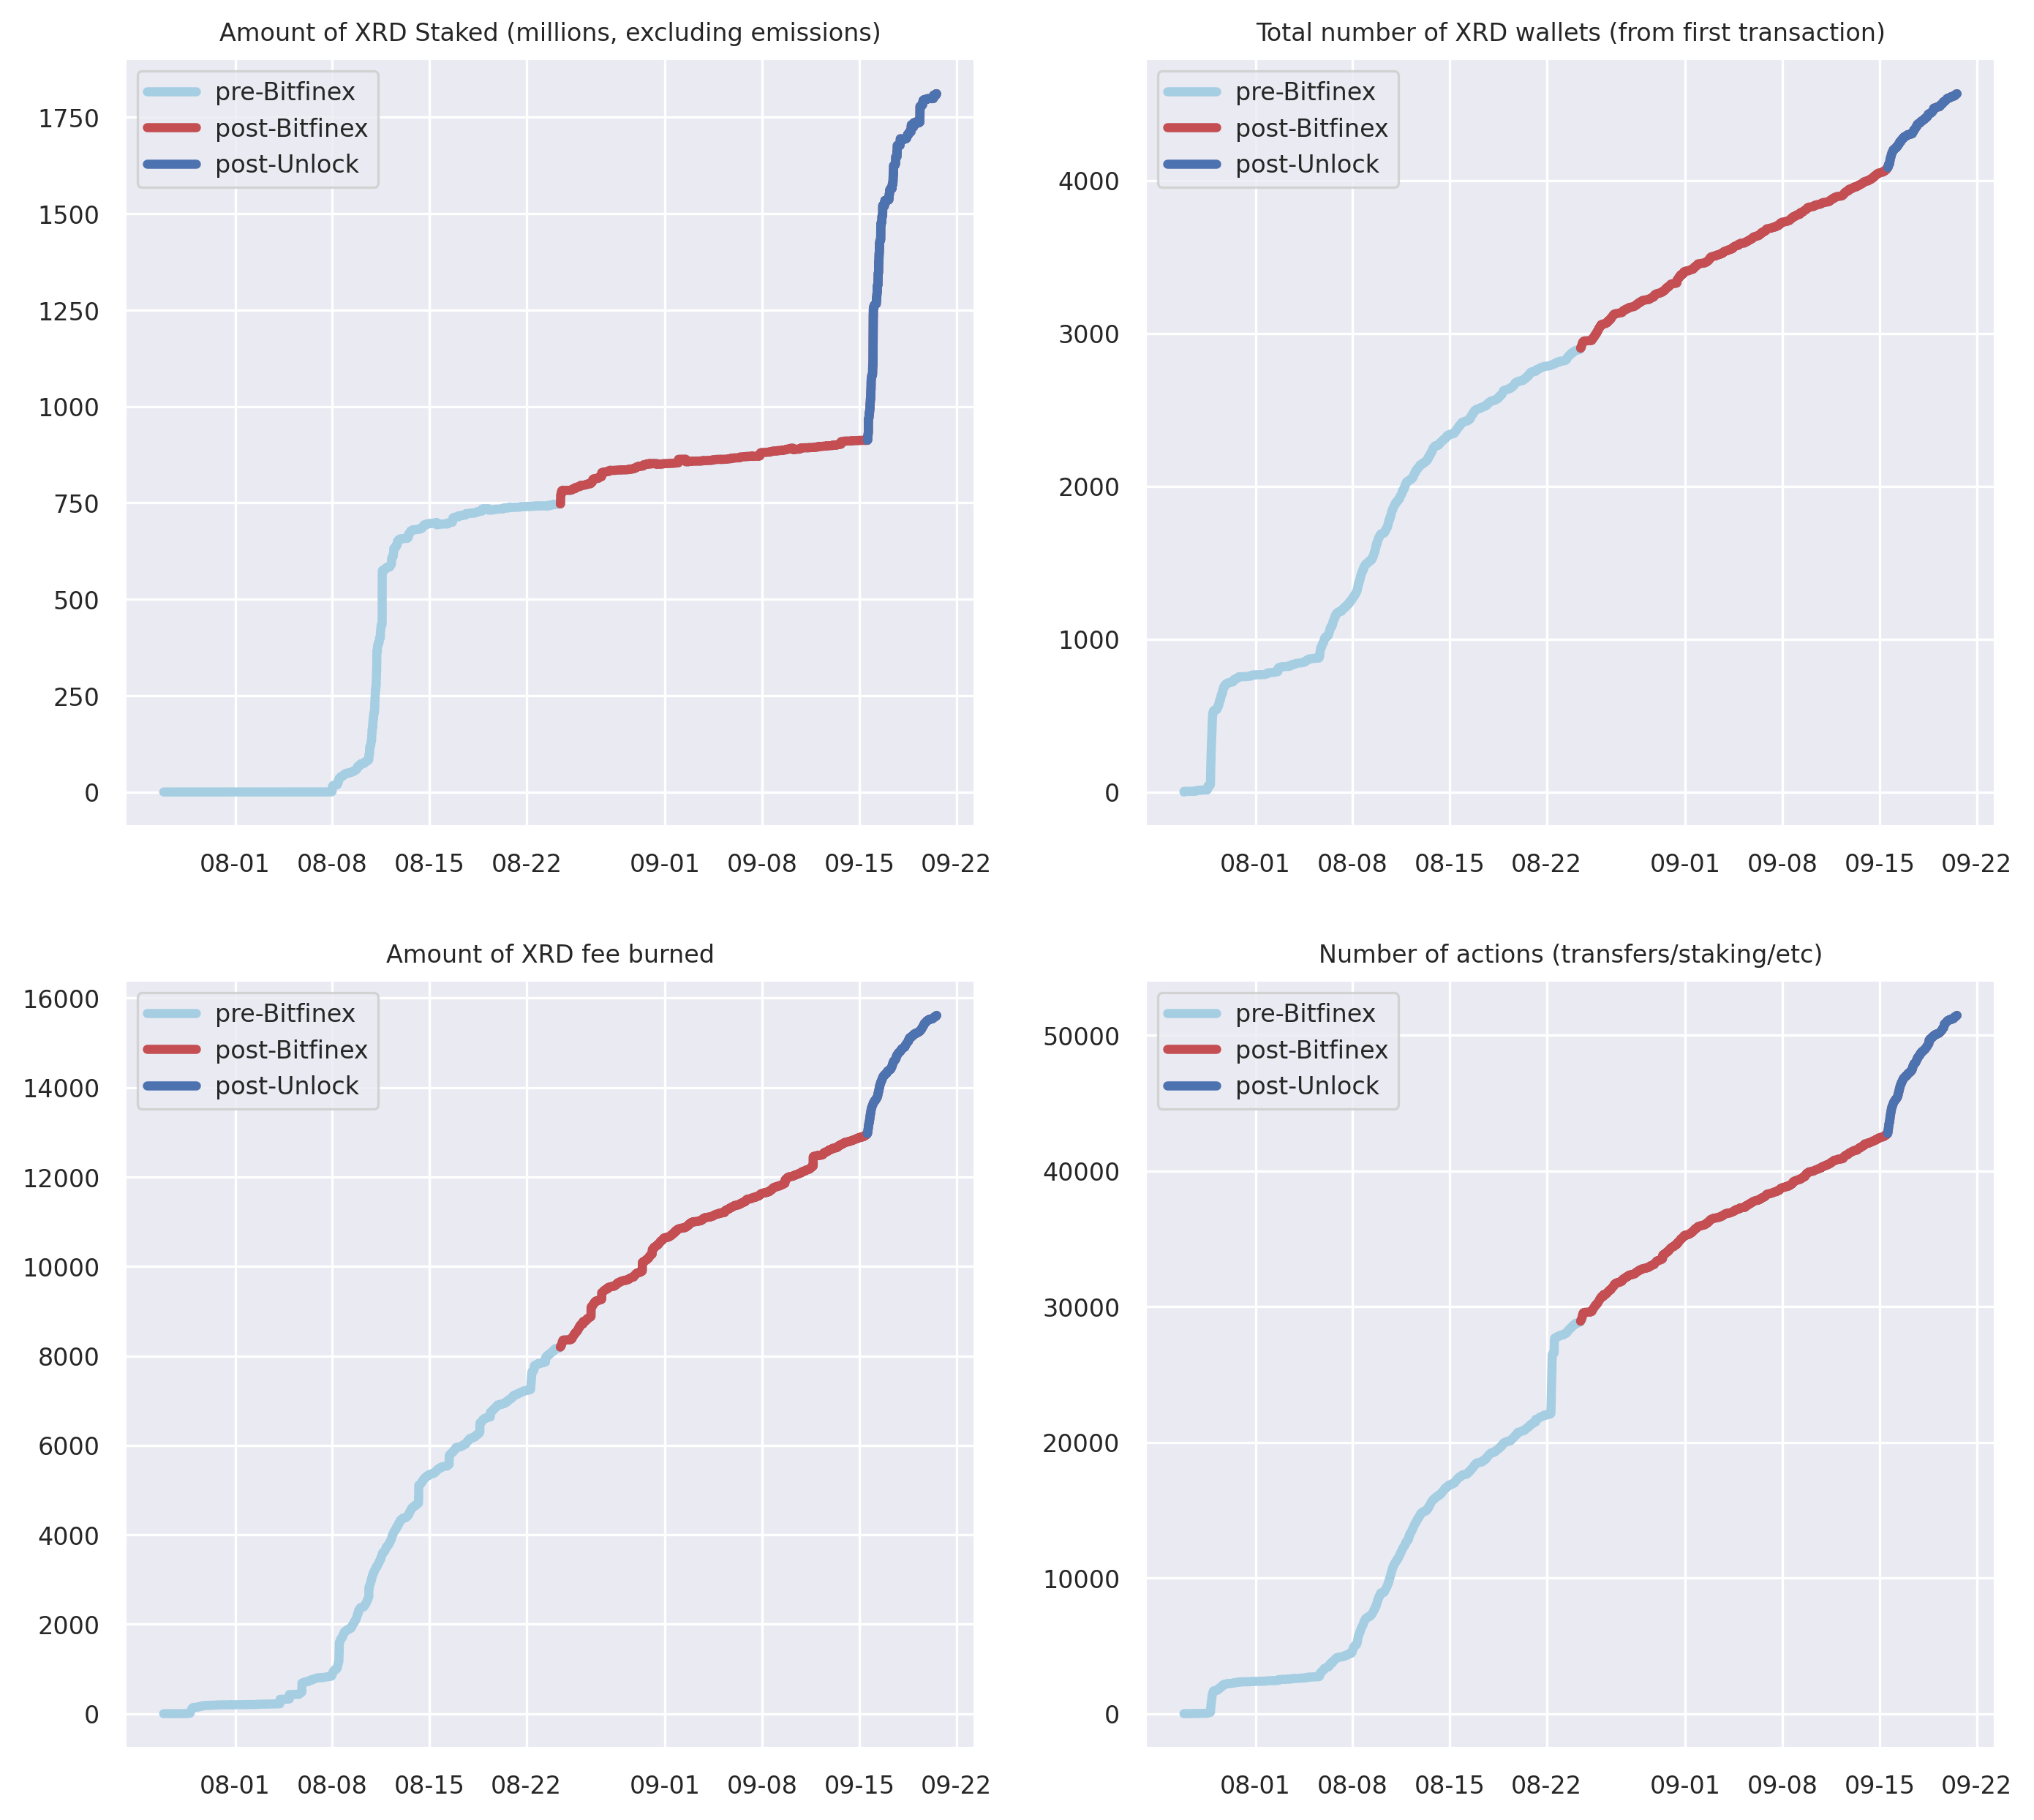 Amount of XRD Staked (millions, excluding emissions)
pre-Bitfinex
post-Bitfinex
post-Unlock
1750
1500
1250
1000
750
500
250
0
08-01 08-08 08-15 08-22 09-01 09-08 09-15 09-22
Total number of XRD wallets (from first transaction)
pre-Bitfinex
post-Bitfinex
post-Unlock
4000
3000
2000
1000
0
08-01 08-08 08-15 08-22 09-01 09-08 09-15 09-22
Amount of XRD fee burned
pre-Bitfinex
post-Bitfinex
post-Unlock
16000
14000
12000
10000
8000
6000
4000
2000
0
08-01 08-08 08-15 08-22 09-01 09-08 09-15 09-22
Number of actions (transfers/staking/etc)
pre-Bitfinex
post-Bitfinex
post-Unlock
50000
40000
30000
20000
10000
0
08-01 08-08 08-15 08-22 09-01 09-08 09-15 09-22